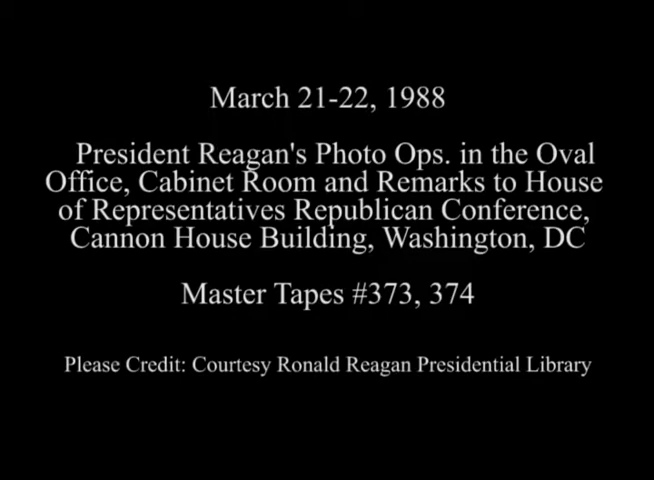 March 21-22, 1988
President Reagan's Photo Ops. in the Oval
Office, Cabinet Room and Remarks to House
of Representatives Republican Conference,
Cannon House Building, Washington, DC
Master Tapes #373, 374
Please Credit: Courtesy Ronald Reagan Presidential Library